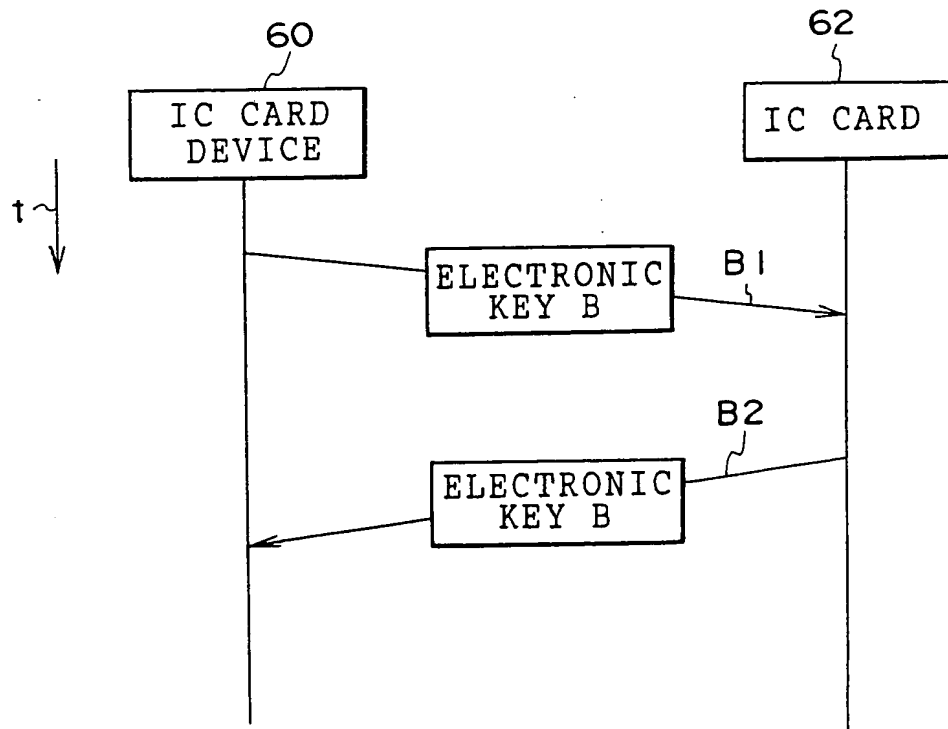 60
62
IC CARD
DEVICE
IC CARD
t
ELECTRONIC
KEY B
B1
B2
ELECTRONIC
KEY B